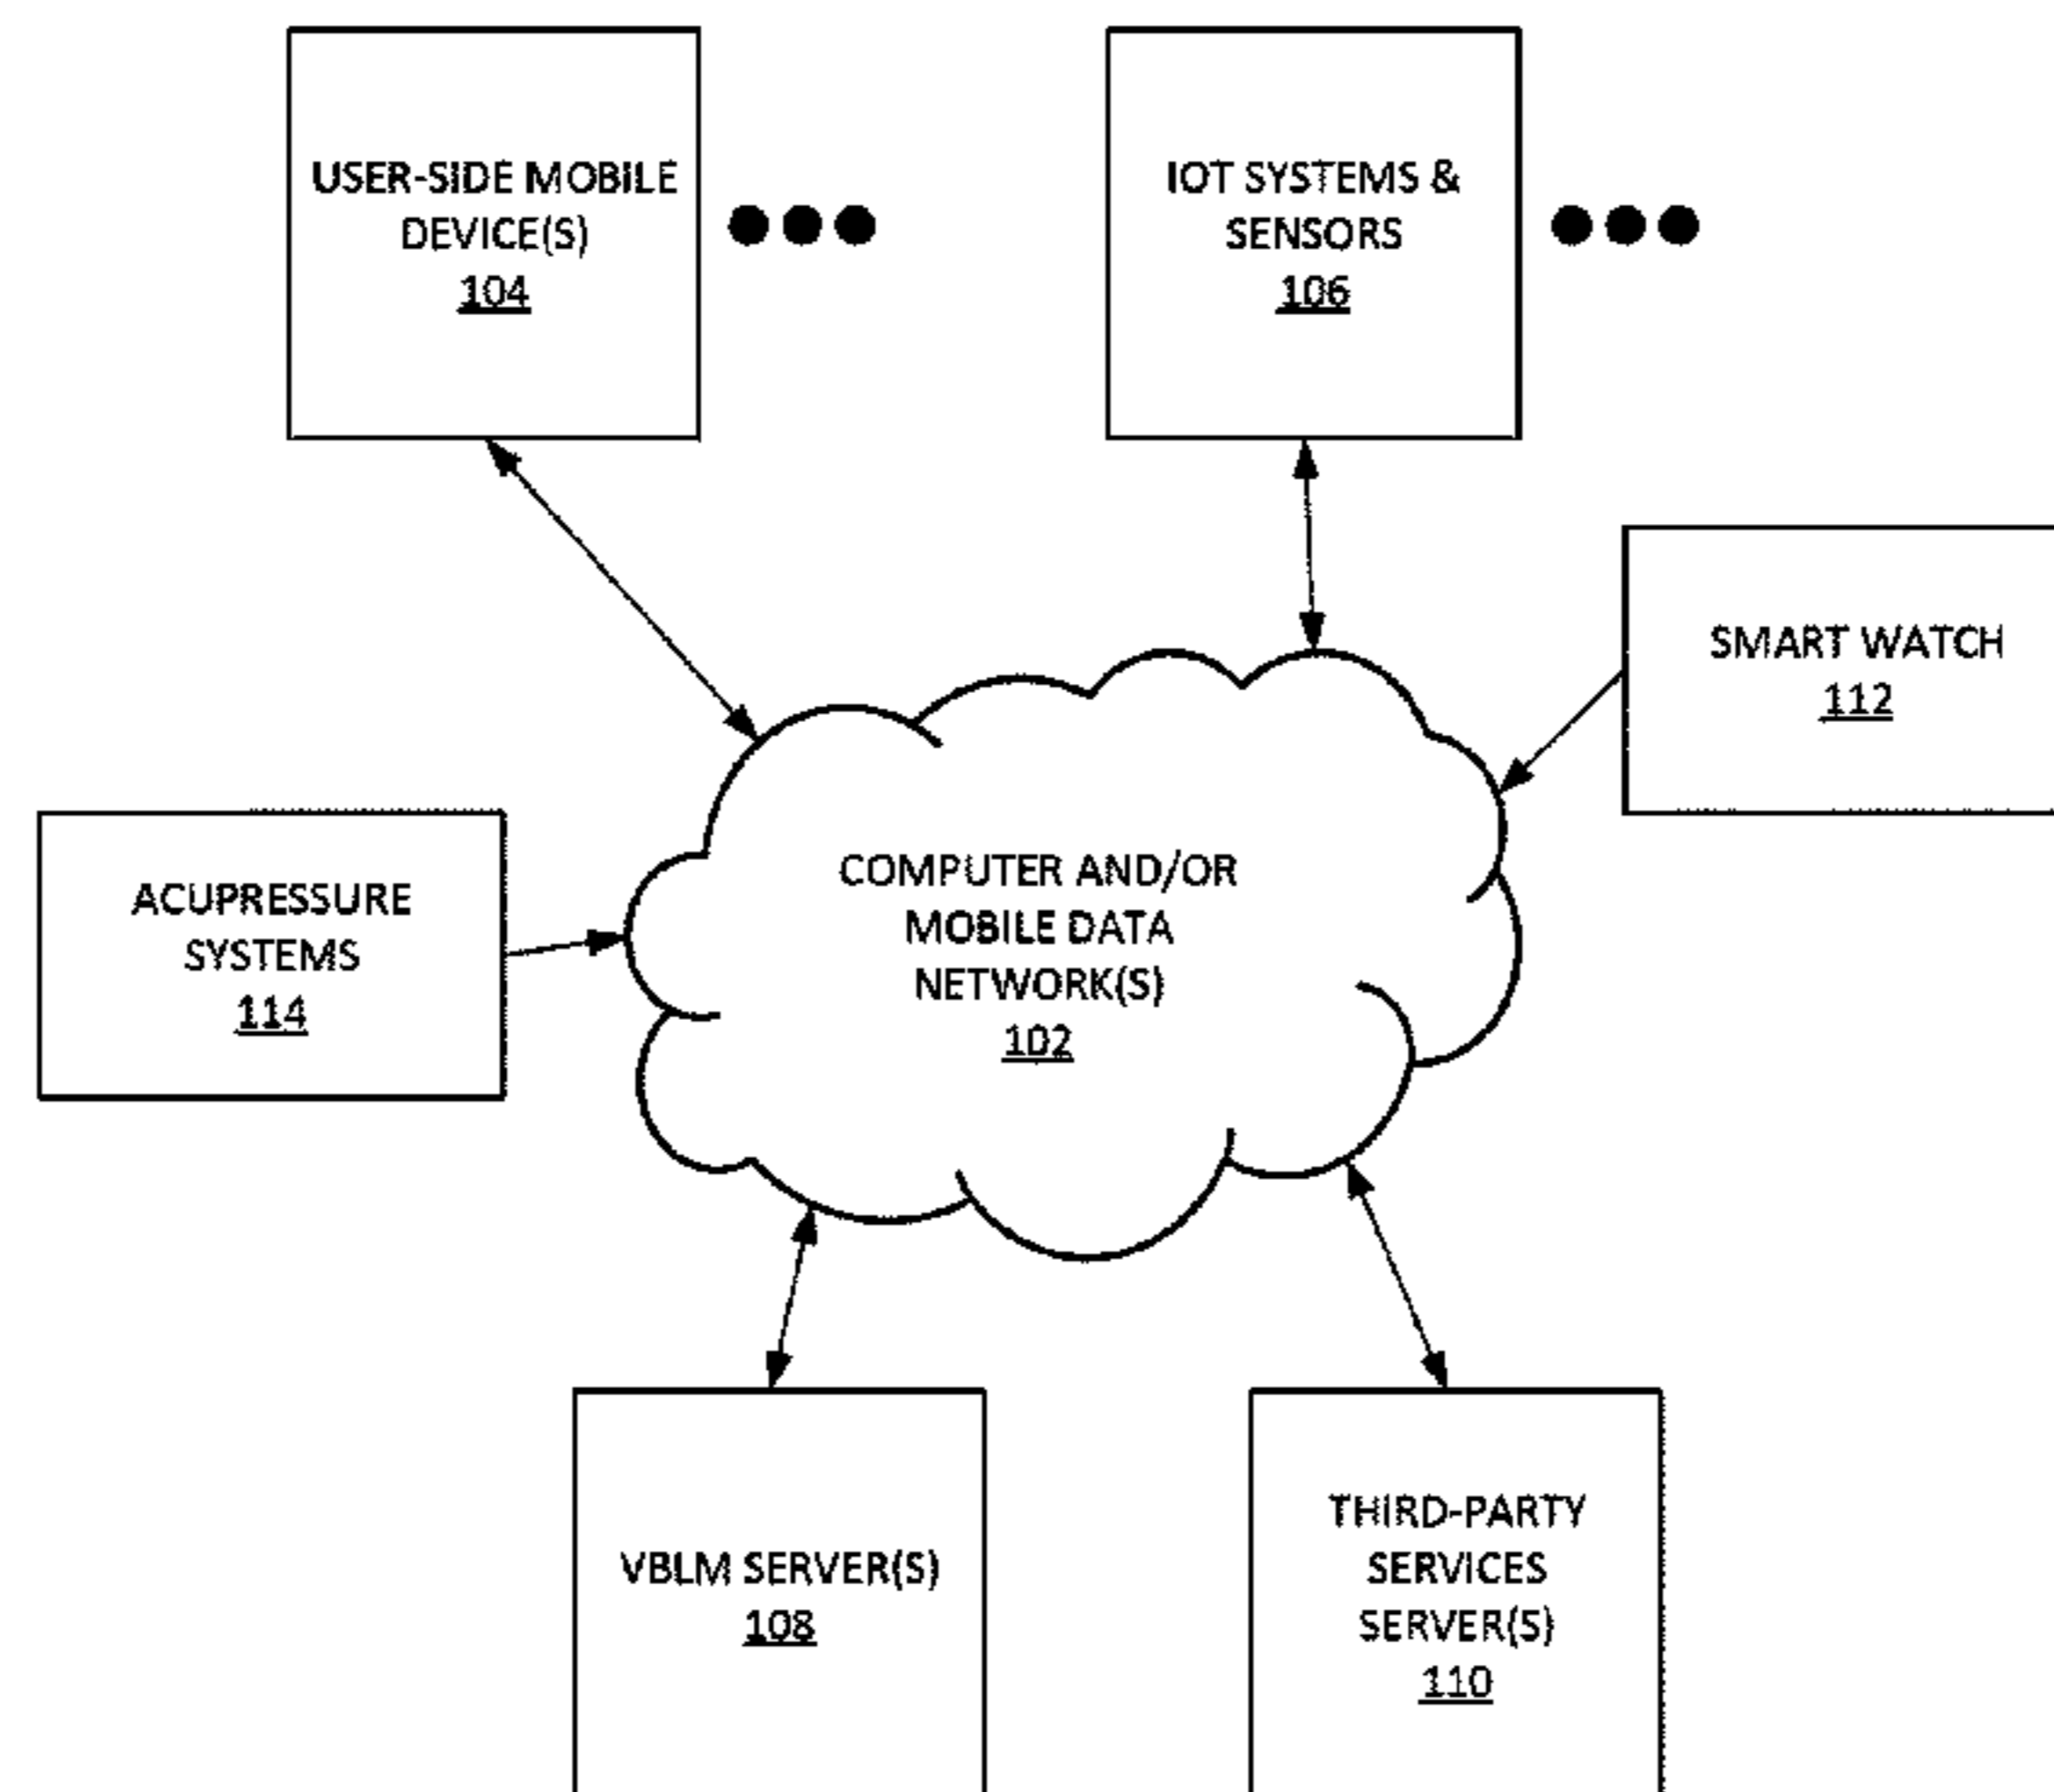 USER-SIDE MOBILE
DEVICE(S)
104
IOT SYSTEMS &
SENSORS
106
SMART WATCH
112
ACUPRESSURE
SYSTEMS
114
COMPUTER AND/OR
MOBILE DATA
NETWORK(S)
102
VBLM SERVER(S)
108
THIRD-PARTY
SERVICES
SERVER(S)
110